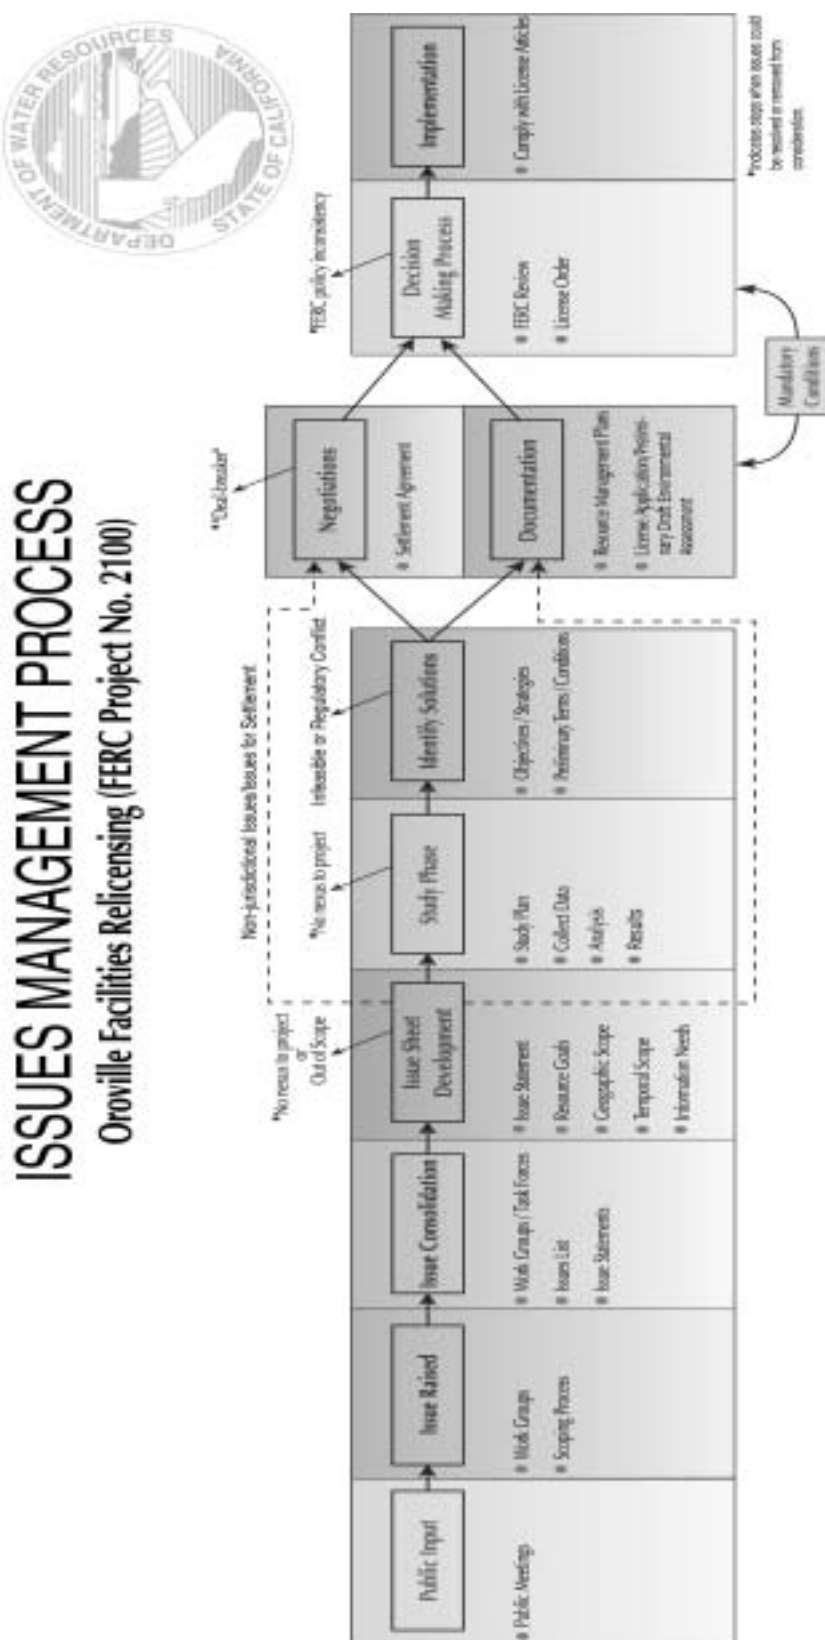 ISSUES MANAGEMENT PROCESS
Oroville Facilities Relicensing (FERC Project No. 2100)
DEPARTMENT OF WATER RESOURCES
STATE OF CALIFORNIA
Public Input
Public Meetings
Issue Raised
Work Groups
Scoping Process
Issue Consolidation
Work Groups / Task Forces
Issues List
Issue Statements
*No nexus to project
or
Out of Scope
Issue Sheet
Development
Issue Statement
Resource Goals
Geographic Scope
Temporal Scope
Information Needs
Non-jurisdictional Issues/Issues for Settlement
*No nexus to project
Study Phase
Study Plan
Collect Data
Analysis
Results
Infeasible or Regulatory Conflict
Identify Solutions
Objectives / Strategies
Preliminary Terms / Conditions
*"Deal-breaker"
Negotiations
Settlement Agreement
Documentation
Resource Management Plans
License Application/Prelimi-
nary Draft Environmental
Assessment
*FERC policy inconsistency
Decision
Making Process
FERC Review
License Order
Mandatory
Conditions
Implementation
Comply with License Articles
*Indicates steps when issues could
be resolved or removed from
consideration.